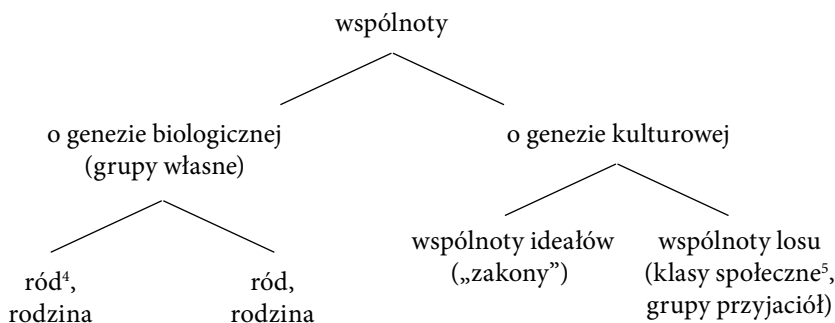 wspólnoty
o genezie biologicznej
(grupy własne)
o genezie kulturowej
ród⁴,
rodzina
ród,
rodzina
wspólnoty ideałów
(„zakony”)
wspólnoty losu
(klasy społeczne⁵,
grupy przyjaciół)